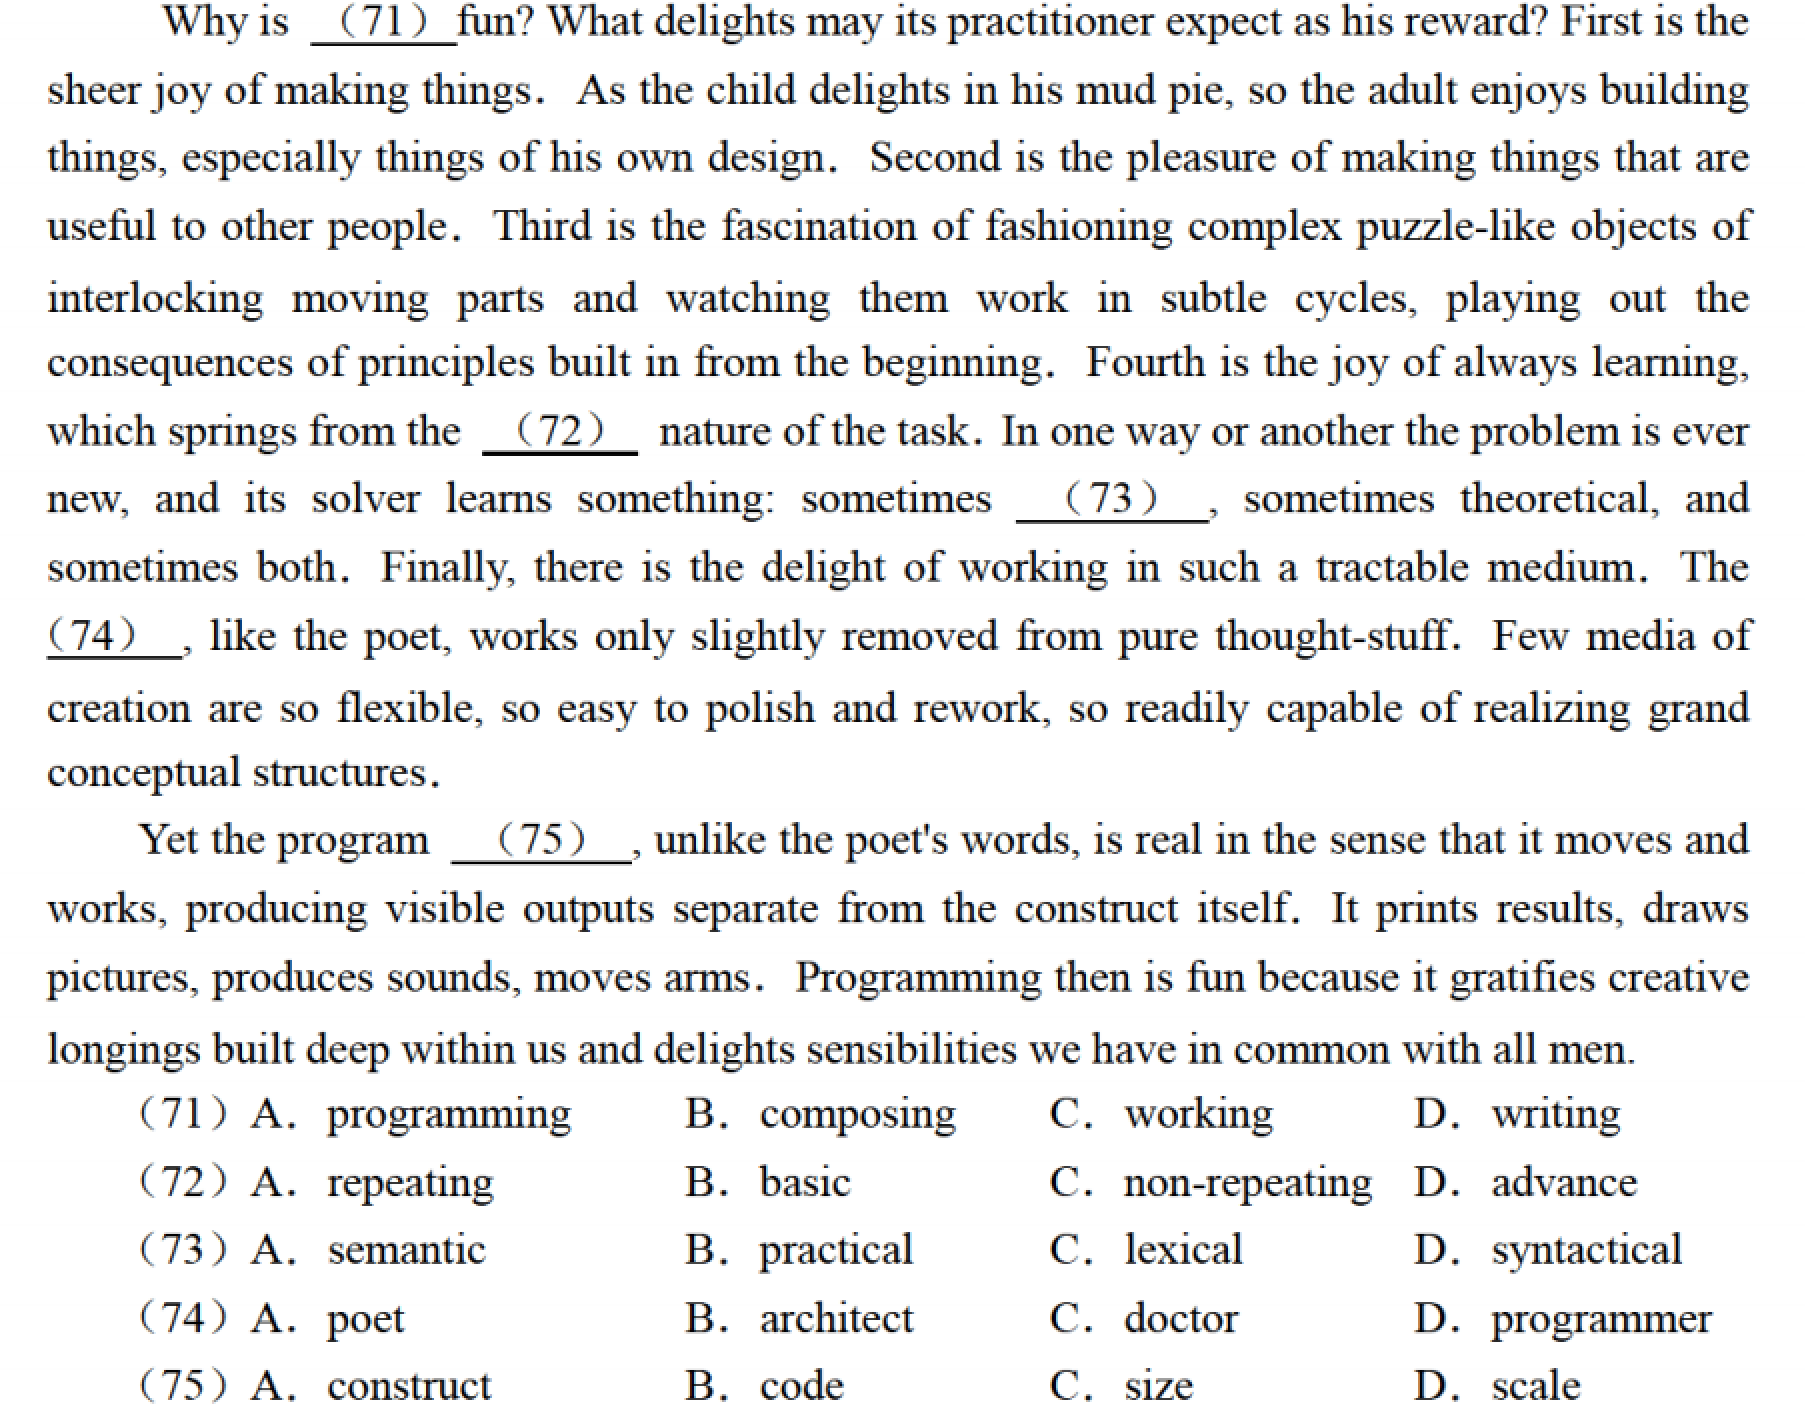 Why is （71） fun? What delights may its practitioner expect as his reward? First is the
sheer joy of making things. As the child delights in his mud pie, so the adult enjoys building
things, especially things of his own design. Second is the pleasure of making things that are
useful to other people. Third is the fascination of fashioning complex puzzle-like objects of
interlocking moving parts and watching them work in subtle cycles, playing out the
consequences of principles built in from the beginning. Fourth is the joy of always learning,
which springs from the （72） nature of the task. In one way or another the problem is ever
new, and its solver learns something: sometimes （73）, sometimes theoretical, and
sometimes both. Finally, there is the delight of working in such a tractable medium. The
（74）, like the poet, works only slightly removed from pure thought-stuff. Few media of
creation are so flexible, so easy to polish and rework, so readily capable of realizing grand
conceptual structures.
Yet the program （75）, unlike the poet's words, is real in the sense that it moves and
works, producing visible outputs separate from the construct itself. It prints results, draws
pictures, produces sounds, moves arms. Programming then is fun because it gratifies creative
longings built deep within us and delights sensibilities we have in common with all men.
（71）A. programming B. composing C. working D. writing
（72）A. repeating B. basic C. non-repeating D. advance
（73）A. semantic B. practical C. lexical D. syntactical
（74）A. poet B. architect C. doctor D. programmer
（75）A. construct B. code C. size D. scale